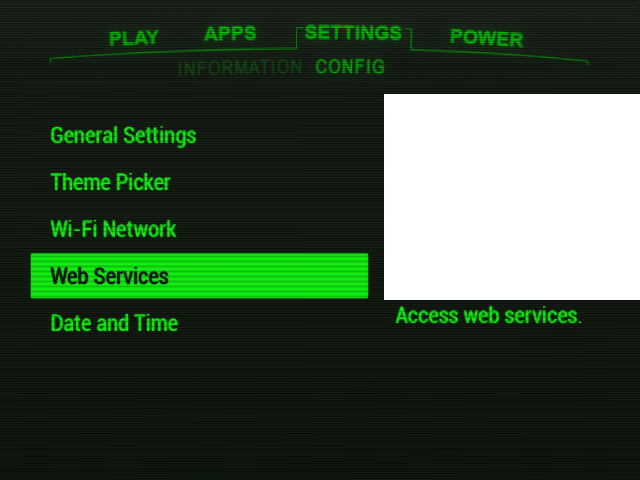 PLAY APPS SETTINGS POWER
INFORMATION CONFIG
General Settings
Theme Picker
Wi-Fi Network
Web Services
Date and Time
Access web services.